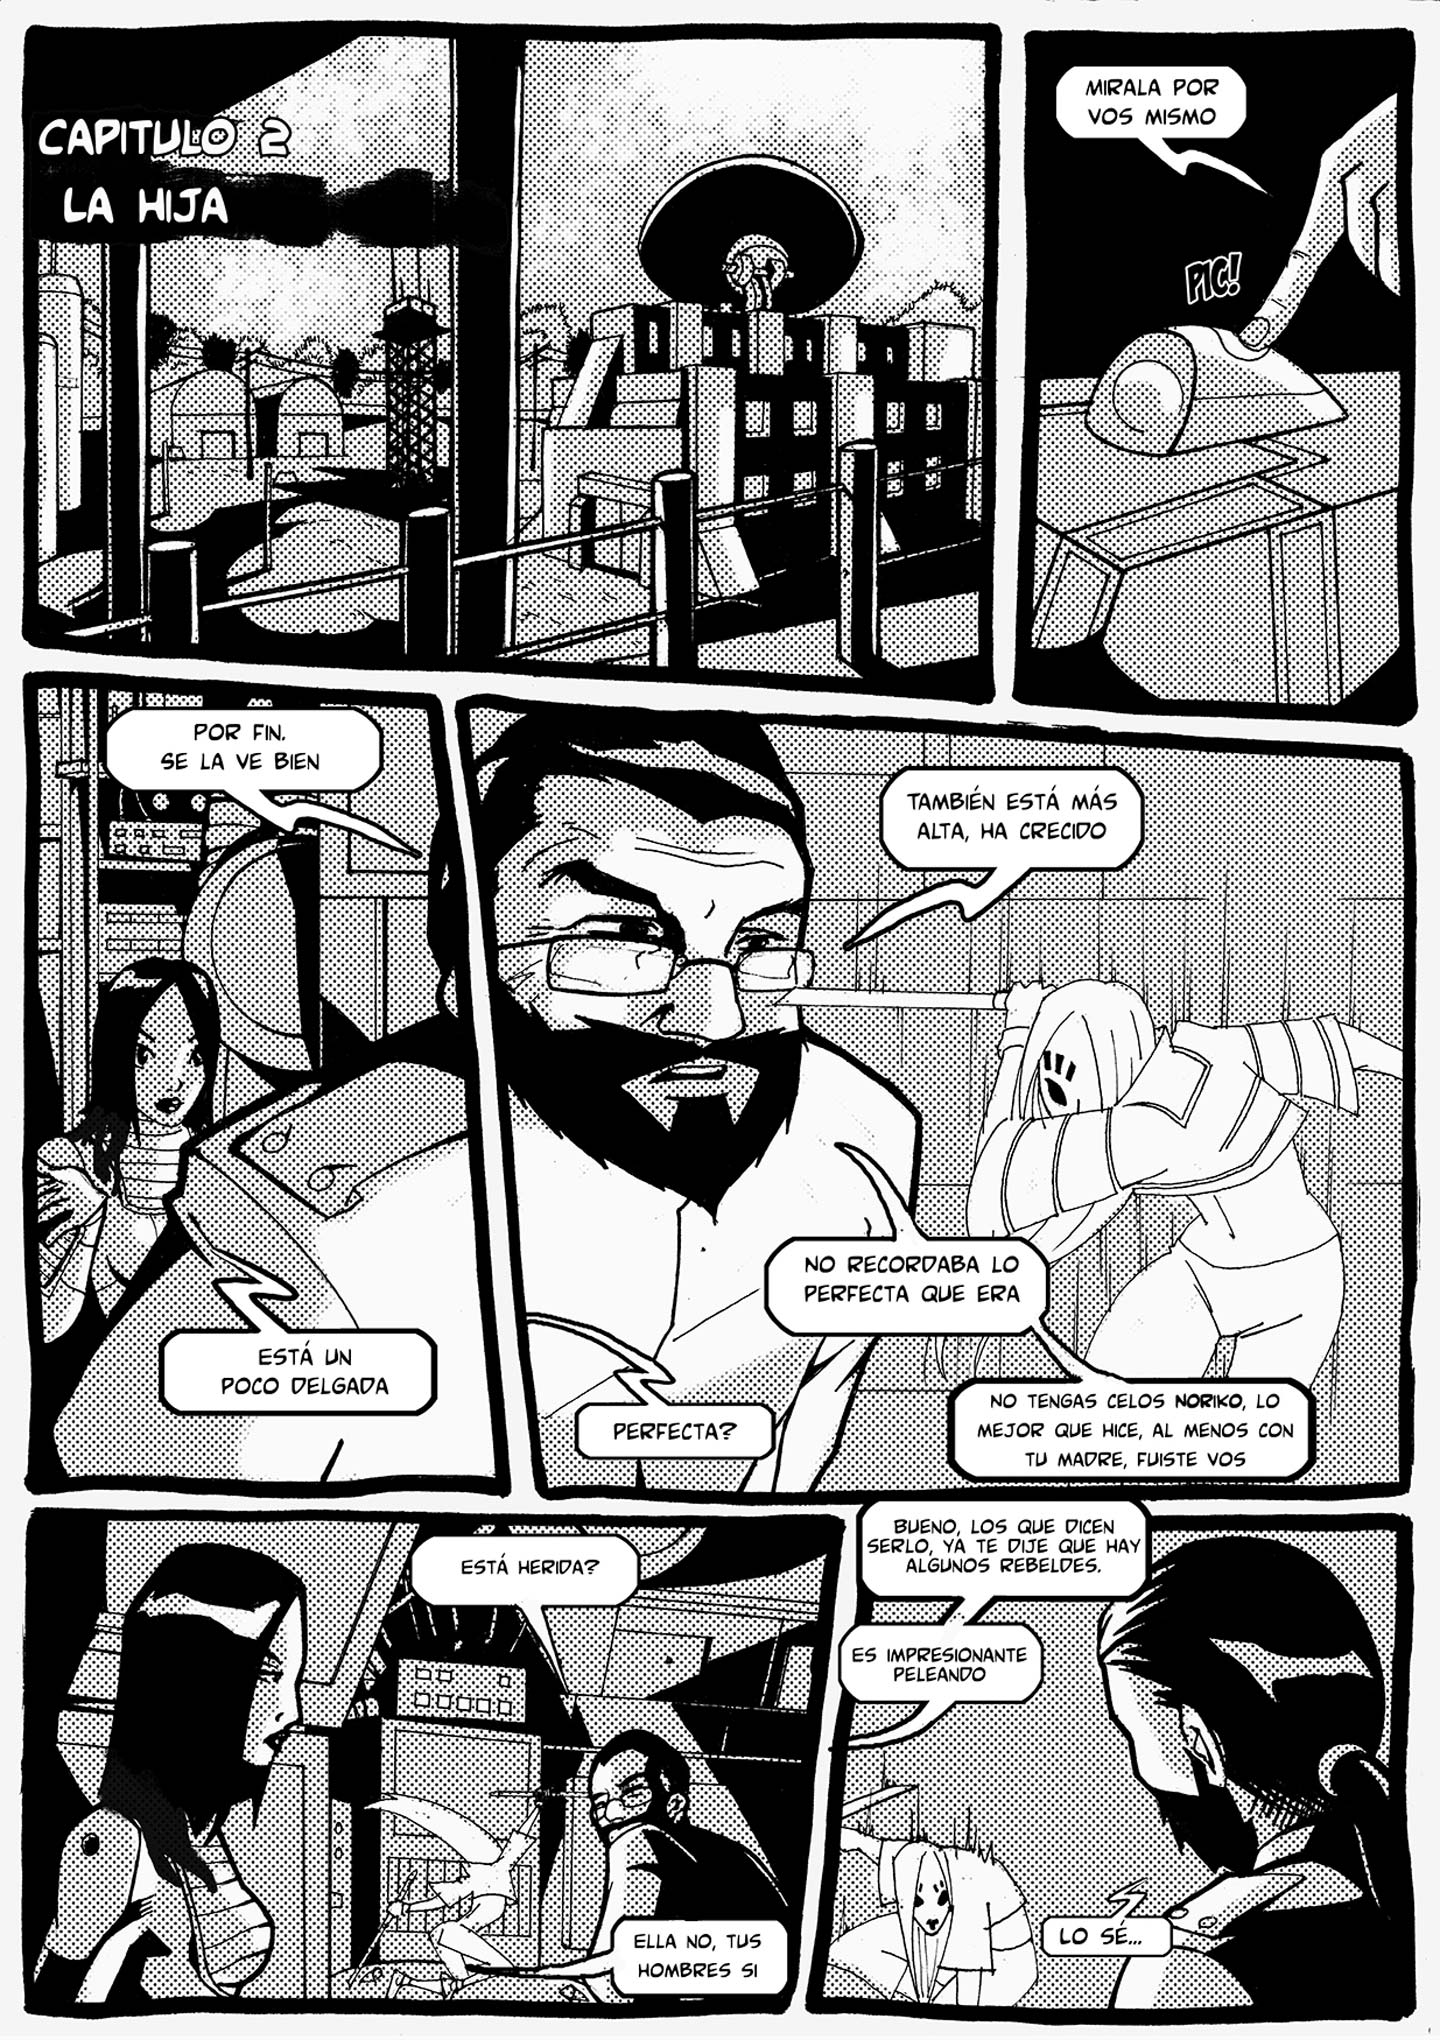 CAPITULO 2
LA HIJA
MIRALA POR
VOS MISMO
PIC!
POR FIN.
SE LA VE BIEN
ESTÁ UN
POCO DELGADA
TAMBIÉN ESTÁ MÁS
ALTA, HA CRECIDO
NO RECORDABA LO
PERFECTA QUE ERA
PERFECTA?
NO TENGAS CELOS NORIKO, LO
MEJOR QUE HICE, AL MENOS CON
TU MADRE, FUISTE VOS
ESTÁ HERIDA?
ELLA NO, TUS
HOMBRES SI
BUENO, LOS QUE DICEN
SERLO, YA TE DIJE QUE HAY
ALGUNOS REBELDES.
ES IMPRESIONANTE
PELEANDO
LO SÉ...